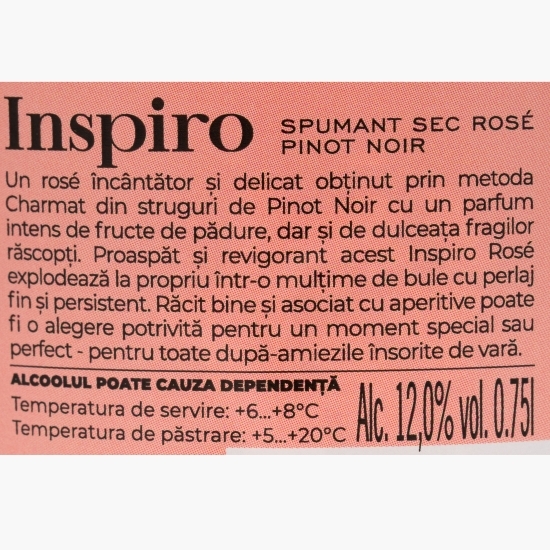 Inspiro
SPUMANT SEC ROSÉ
PINOT NOIR
Un rosé încântător și delicat obținut prin metoda
Charmat din struguri de Pinot Noir cu un parfum
intens de fructe de pădure, dar și de dulceața fragilor
răscopți. Proaspăt și revigorant acest Inspiro Rosé
explodează la propriu într-o mulțime de bule cu perlaj
fin și persistent. Răcit bine și asociat cu aperitive poate
fi o alegere potrivită pentru un moment special sau
perfect - pentru toate după-amiezile însorite de vară.
ALCOOLUL POATE CAUZA DEPENDENȚĂ
Temperatura de servire: +6...+8°C
Temperatura de păstrare: +5...+20°C
Alc. 12,0% vol. 0.75l